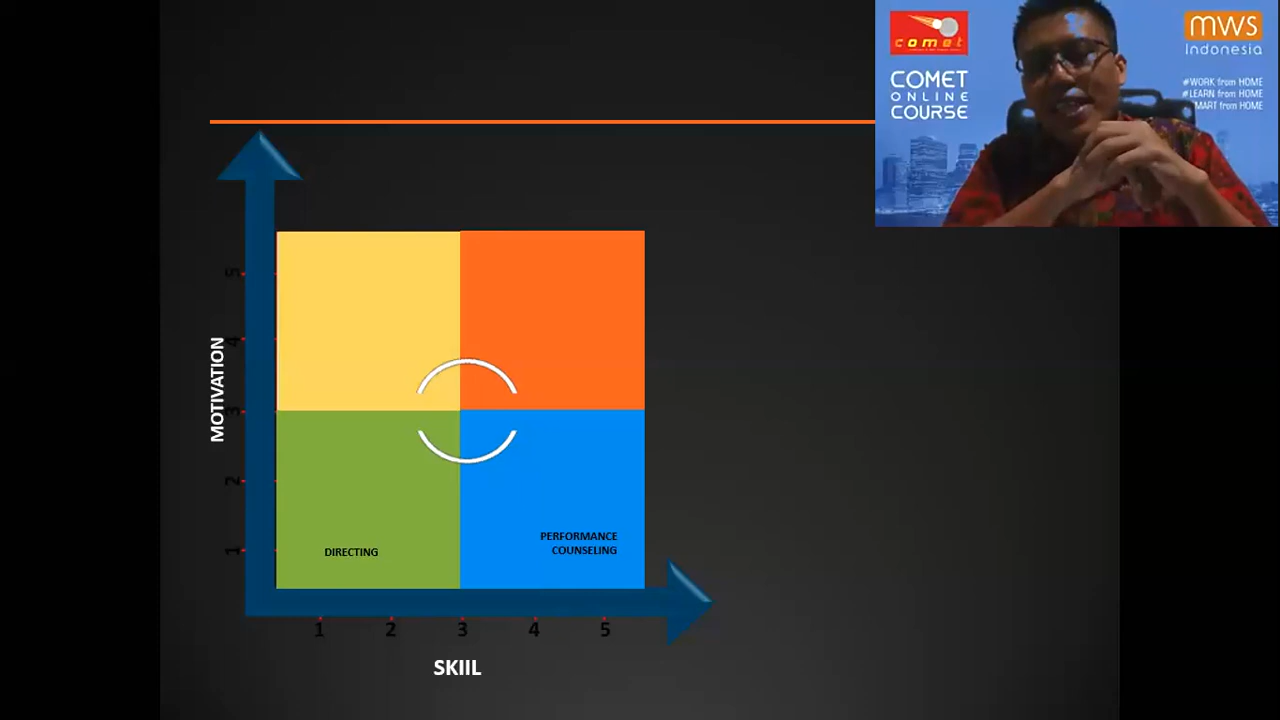 comet
COMET
ONLINE
COURSE
mws
indonesia
#WORK from HOME
#LEARN from HOME
MART from HOME
MOTIVATION
5
4
3
2
1
DIRECTING
PERFORMANCE
COUNSELING
1 2 3 4 5
SKIIL